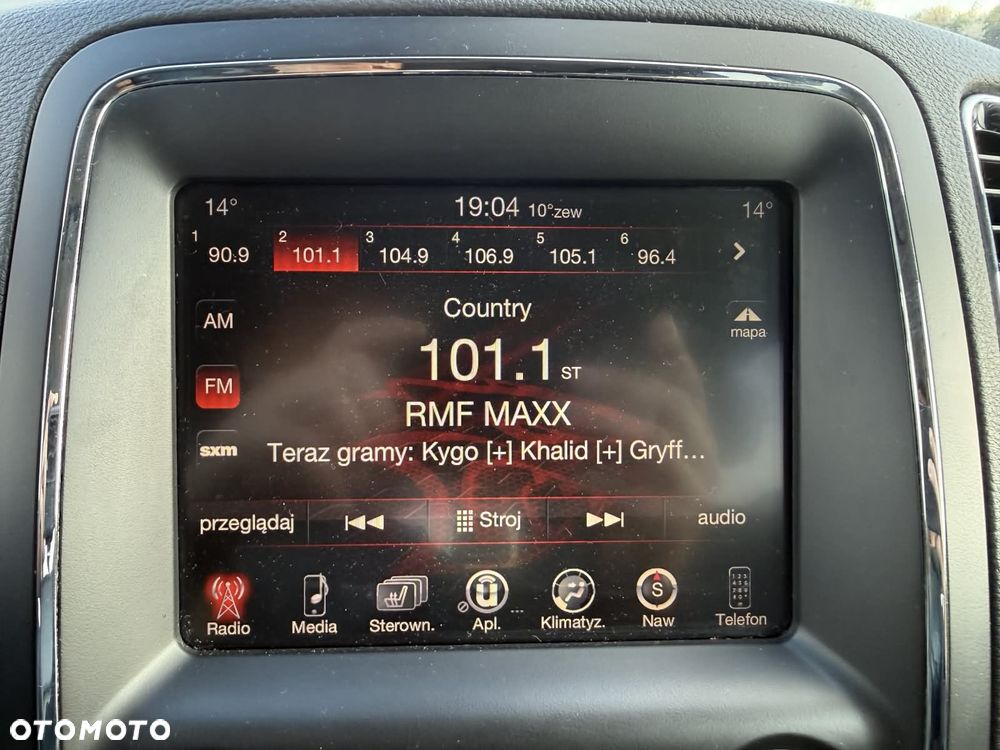 14° 19:04 10°zew 14°
1 90.9 2 101.1 3 104.9 4 106.9 5 105.1 6 96.4
Country
AM
mapa
101.1 ST
FM
RMF MAXX
sxm
Teraz gramy: Kygo [+] Khalid [+] Gryff...
przeglądaj Stroj audio
S
Radio Media Sterown. Apl. ... Klimatyz. Naw Telefon
OTOMOTO